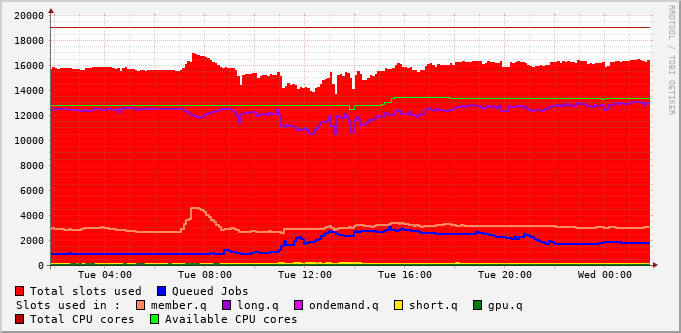 20000
18000
16000
14000
12000
10000
8000
6000
4000
2000
0
Tue 04:00 Tue 08:00 Tue 12:00 Tue 16:00 Tue 20:00 Wed 00:00
Total slots used Queued Jobs
Slots used in : member.q long.q ondemand.q short.q gpu.q
Total CPU cores Available CPU cores
RRDTOOL / TOBI OETIKER